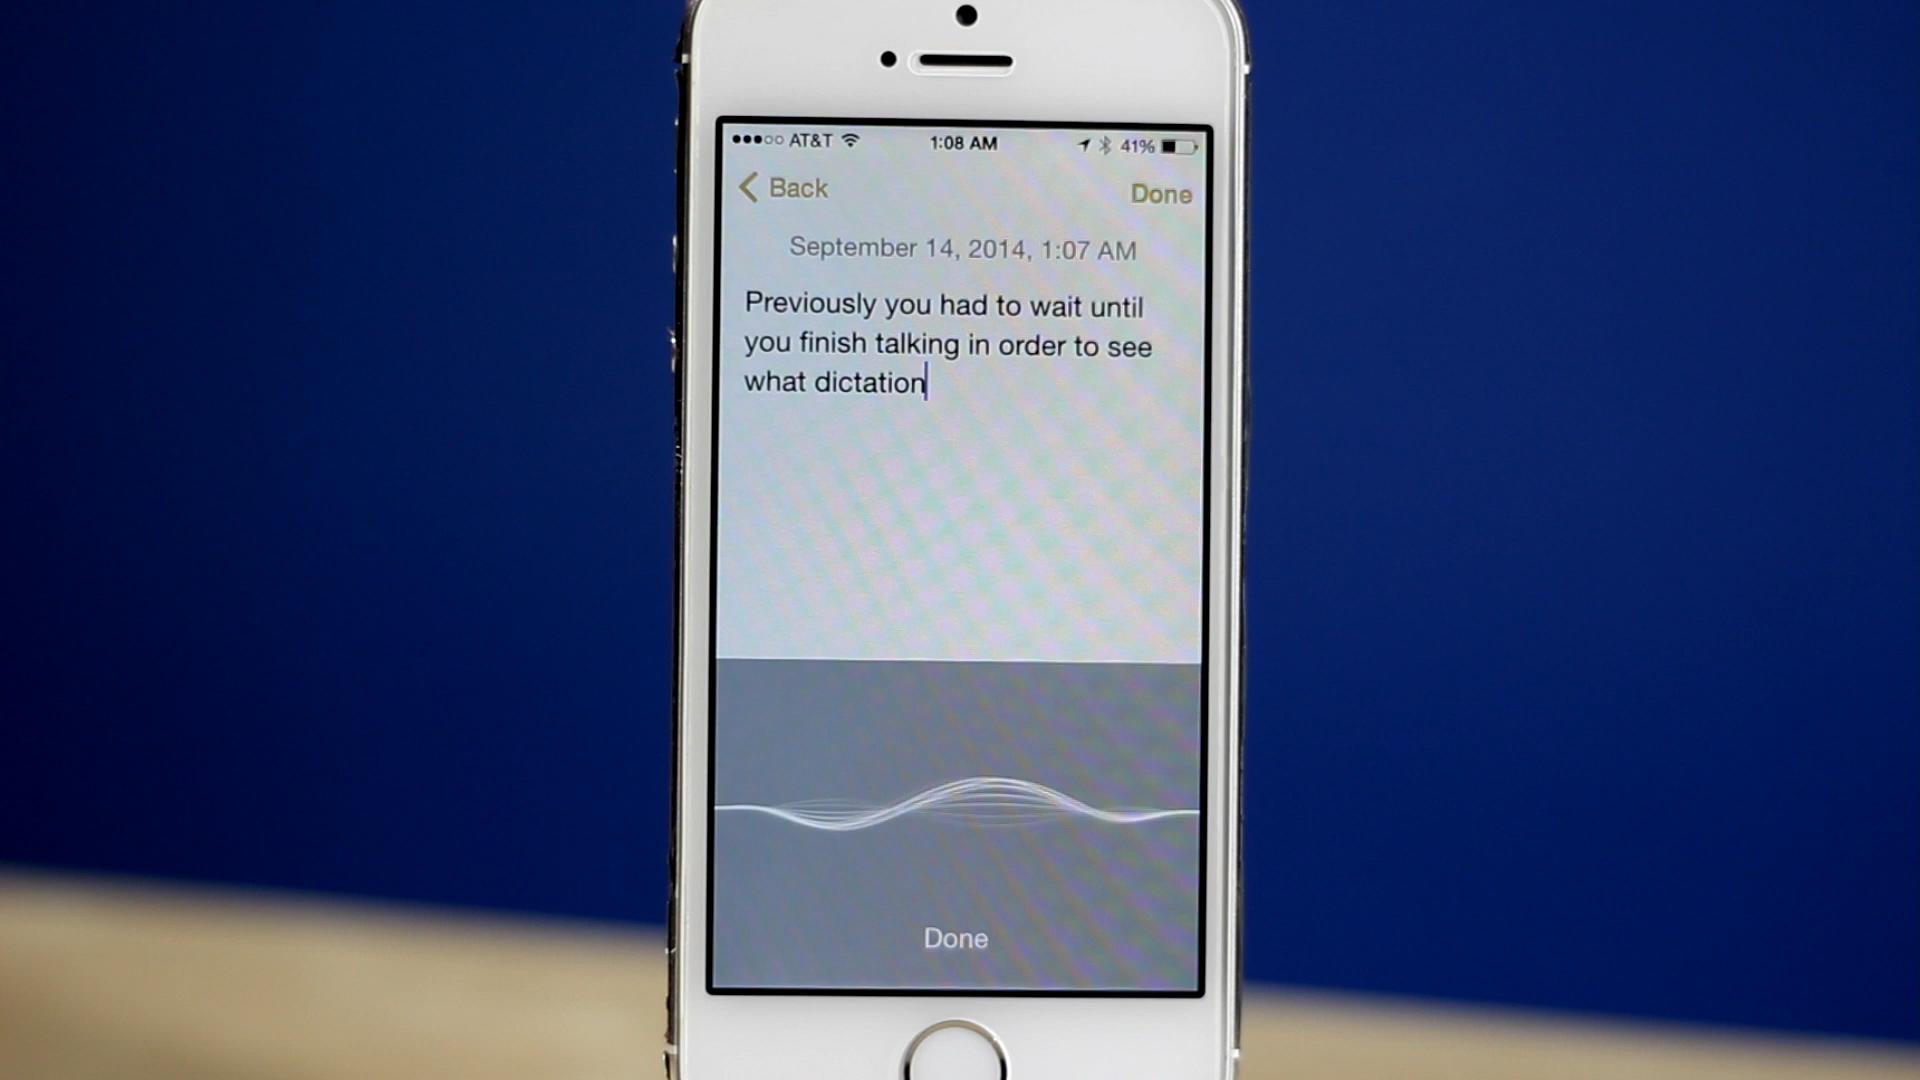 AT&T 1:08 AM 41%
Back Done
September 14, 2014, 1:07 AM
Previously you had to wait until
you finish talking in order to see
what dictation
Done